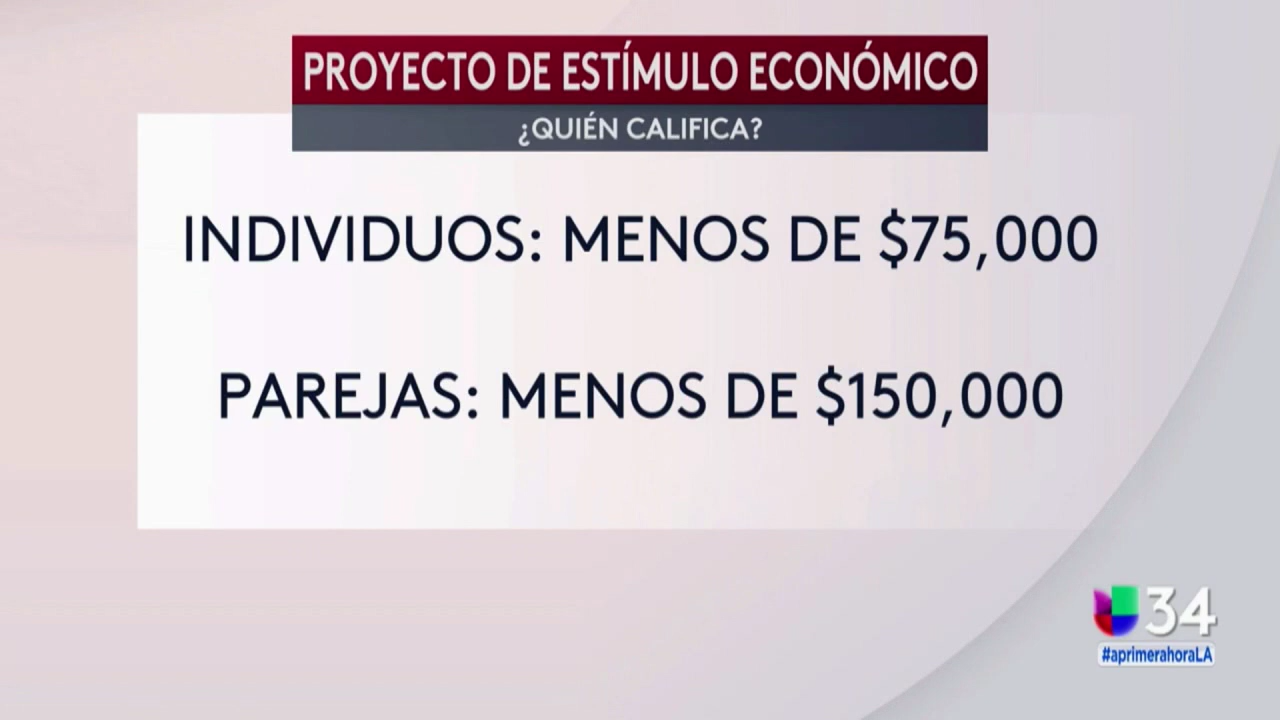 PROYECTO DE ESTÍMULO ECONÓMICO
¿QUIÉN CALIFICA?
INDIVIDUOS: MENOS DE $75,000
PAREJAS: MENOS DE $150,000
34
#aprimerahoraLA